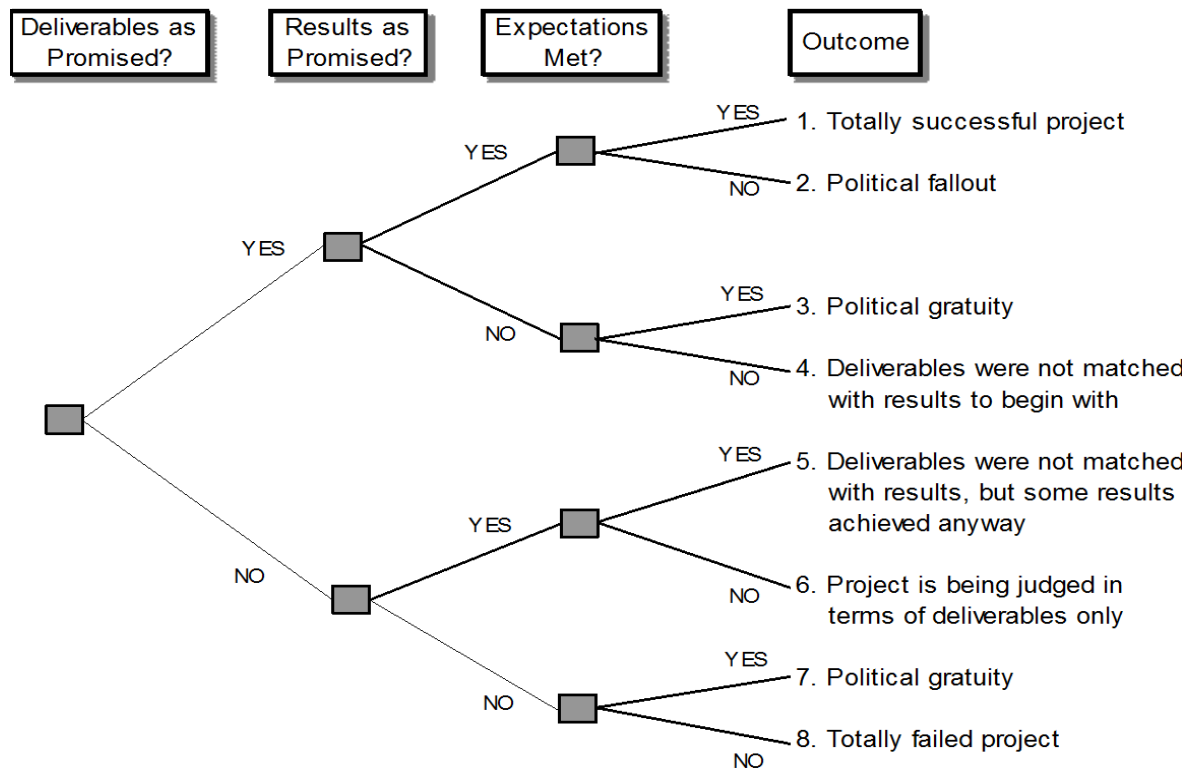 Deliverables as
Promised?
Results as
Promised?
Expectations
Met?
Outcome
YES
1. Totally successful project
YES
NO
2. Political fallout
YES
YES
3. Political gratuity
NO
NO
4. Deliverables were not matched
with results to begin with
YES
5. Deliverables were not matched
with results, but some results
achieved anyway
YES
NO
NO
6. Project is being judged in
terms of deliverables only
YES
7. Political gratuity
NO
8. Totally failed project
NO